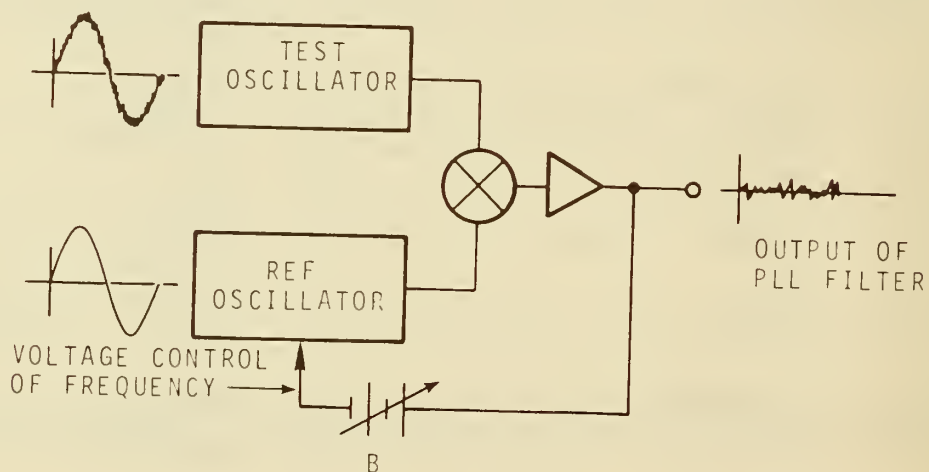 TEST
OSCILLATOR
REF
OSCILLATOR
OUTPUT OF
PLL FILTER
VOLTAGE CONTROL
OF FREQUENCY
B